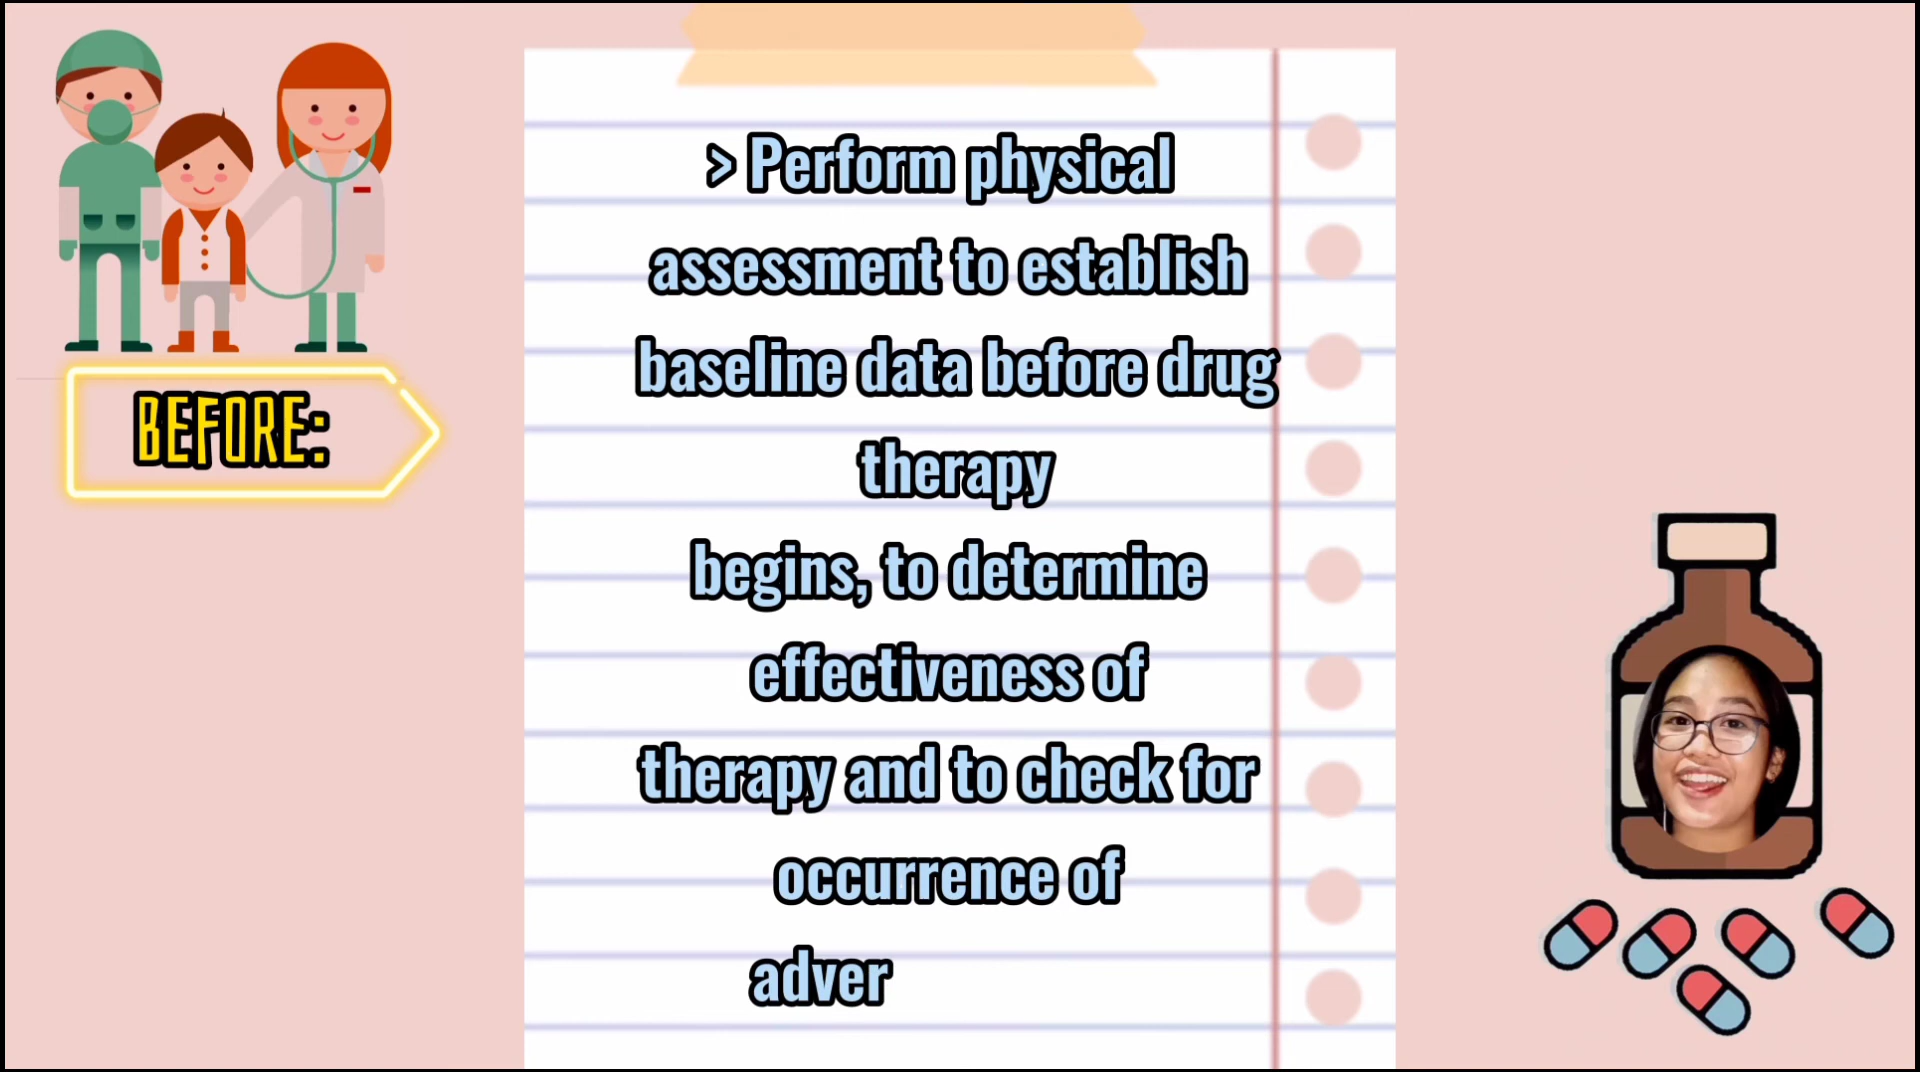 BEFORE:
> Perform physical
assessment to establish
baseline data before drug
therapy
begins, to determine
effectiveness of
therapy and to check for
occurrence of
adver